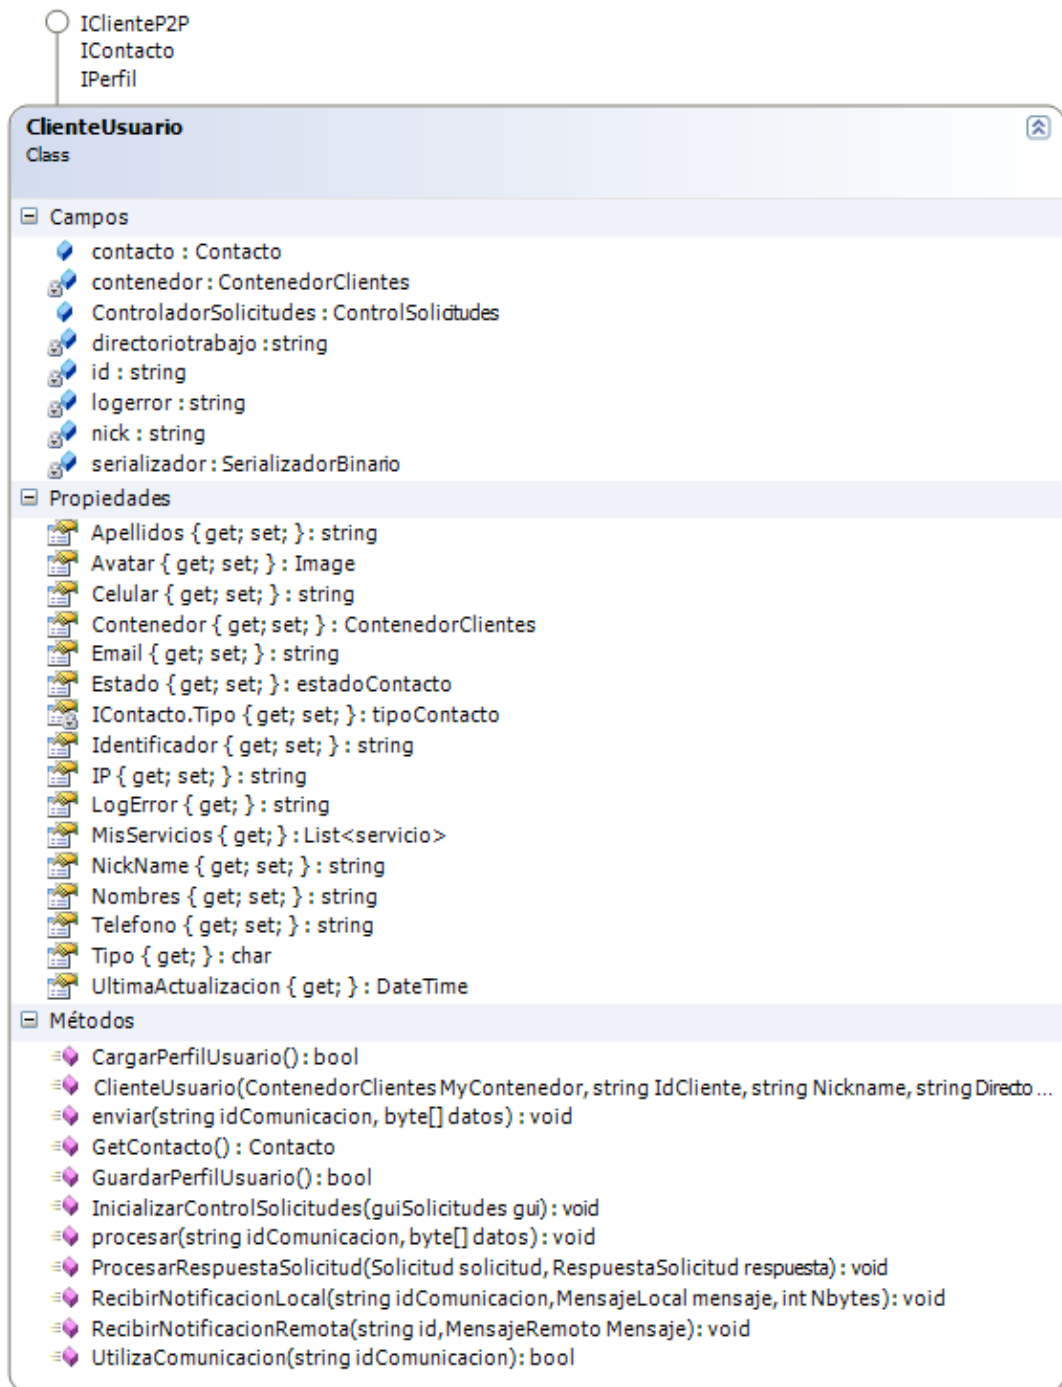 IClienteP2P
IContacto
IPerfil
ClienteUsuario
Class
Campos
contacto : Contacto
contenedor : ContenedorClientes
ControladorSolicitudes : ControlSolicitudes
directoriotrabajo : string
id : string
logerror : string
nick : string
serializador : SerializadorBinario
Propiedades
Apellidos { get; set; } : string
Avatar { get; set; } : Image
Celular { get; set; } : string
Contenedor { get; set; } : ContenedorClientes
Email { get; set; } : string
Estado { get; set; } : estadoContacto
IContacto.Tipo { get; set; } : tipoContacto
Identificador { get; set; } : string
IP { get; set; } : string
LogError { get; } : string
MisServicios { get; } : List<servicio>
NickName { get; set; } : string
Nombres { get; set; } : string
Telefono { get; set; } : string
Tipo { get; } : char
UltimaActualizacion { get; } : DateTime
Métodos
CargarPerfilUsuario() : bool
ClienteUsuario(ContenedorClientes MyContenedor, string IdCliente, string Nickname, string Directo ...
enviar(string idComunicacion, byte[] datos) : void
GetContacto() : Contacto
GuardarPerfilUsuario() : bool
InicializarControlSolicitudes(guiSolicitudes gui) : void
procesar(string idComunicacion, byte[] datos) : void
ProcesarRespuestaSolicitud(Solicitud solicitud, RespuestaSolicitud respuesta) : void
RecibirNotificacionLocal(string idComunicacion, MensajeLocal mensaje, int Nbytes) : void
RecibirNotificacionRemota(string id, MensajeRemoto Mensaje) : void
UtilizaComunicacion(string idComunicacion) : bool